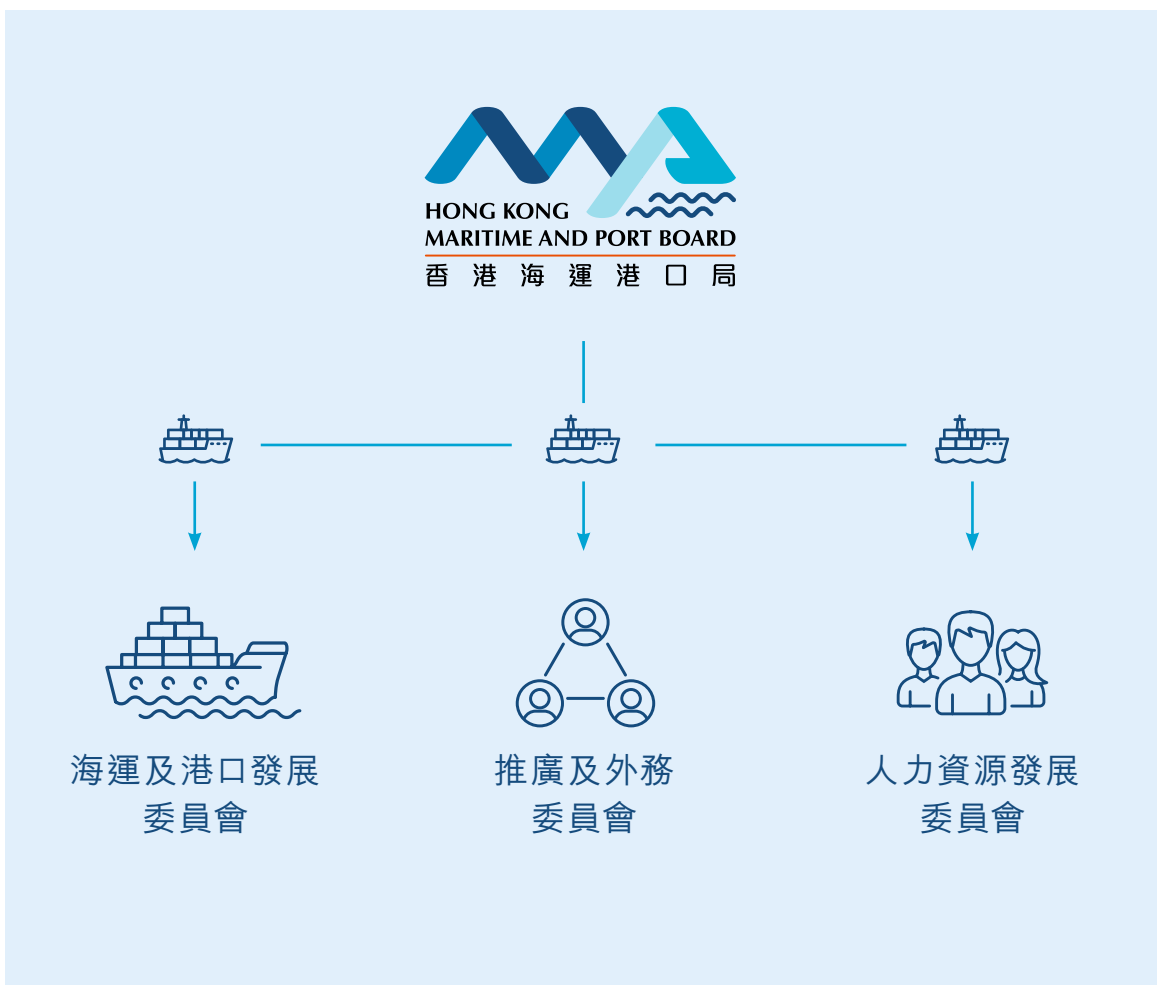 HONG KONG
MARITIME AND PORT BOARD
香港海運港口局
海運及港口發展
委員會
推廣及外務
委員會
人力資源發展
委員會